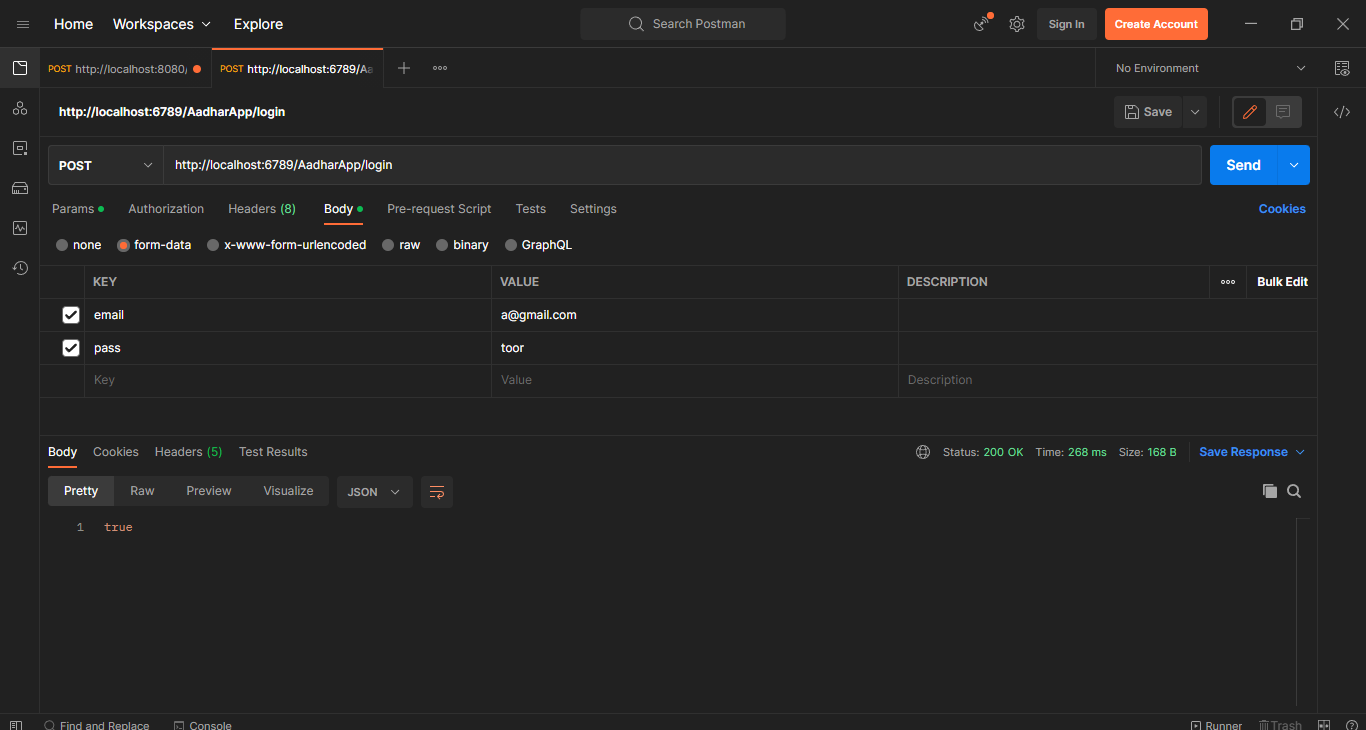 Home Workspaces Explore Search Postman Sign In Create Account
POST http://localhost:8080/ POST http://localhost:6789/Aa No Environment
http://localhost:6789/AadharApp/login Save
POST http://localhost:6789/AadharApp/login Send
Params Authorization Headers (8) Body Pre-request Script Tests Settings Cookies
none form-data x-www-form-urlencoded raw binary GraphQL
KEY VALUE DESCRIPTION Bulk Edit
email a@gmail.com
pass toor
Key Value Description
Body Cookies Headers (5) Test Results Status: 200 OK Time: 268 ms Size: 168 B Save Response
Pretty Raw Preview Visualize JSON
1 true
Find and Replace Console Runner Trash